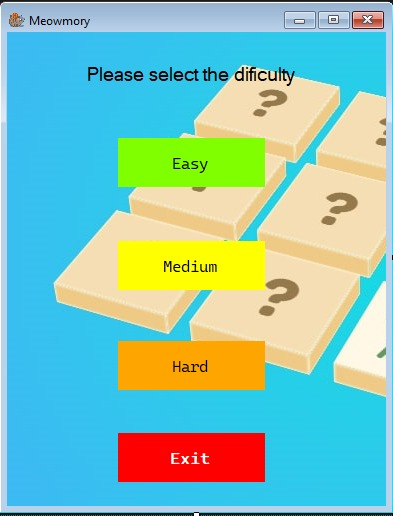 Meowmory
Please select the dificulty
?
?
?
?
?
Easy
Medium
Hard
Exit